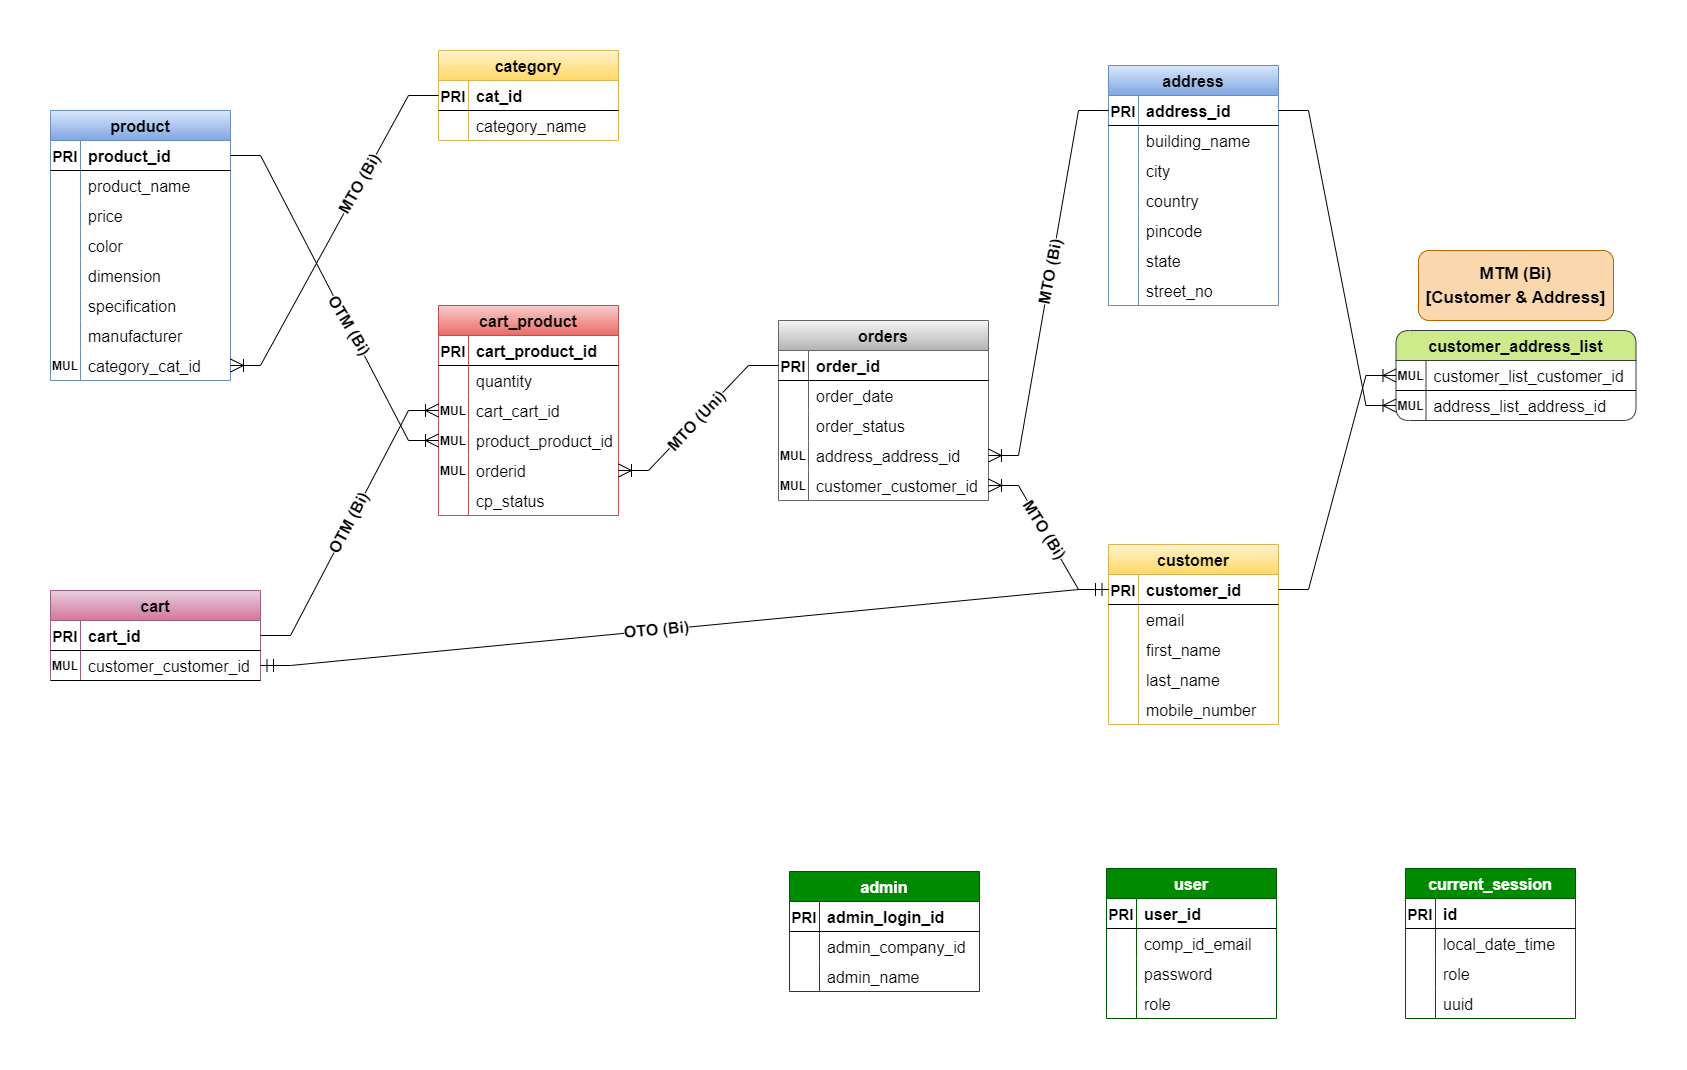 category
PRI cat_id
category_name
product
PRI product_id
product_name
price
color
dimension
specification
manufacturer
MUL category_cat_id
MTO (Bi)
OTM (Bi)
cart_product
PRI cart_product_id
quantity
MUL cart_cart_id
MUL product_product_id
MUL orderid
cp_status
OTM (Bi)
cart
PRI cart_id
MUL customer_customer_id
MTO (Uni)
orders
PRI order_id
order_date
order_status
MUL address_address_id
MUL customer_customer_id
MTO (Bi)
MTO (Bi)
OTO (Bi)
address
PRI address_id
building_name
city
country
pincode
state
street_no
customer
PRI customer_id
email
first_name
last_name
mobile_number
MTM (Bi)
[Customer & Address]
customer_address_list
MUL customer_list_customer_id
MUL address_list_address_id
admin
PRI admin_login_id
admin_company_id
admin_name
user
PRI user_id
comp_id_email
password
role
current_session
PRI id
local_date_time
role
uuid